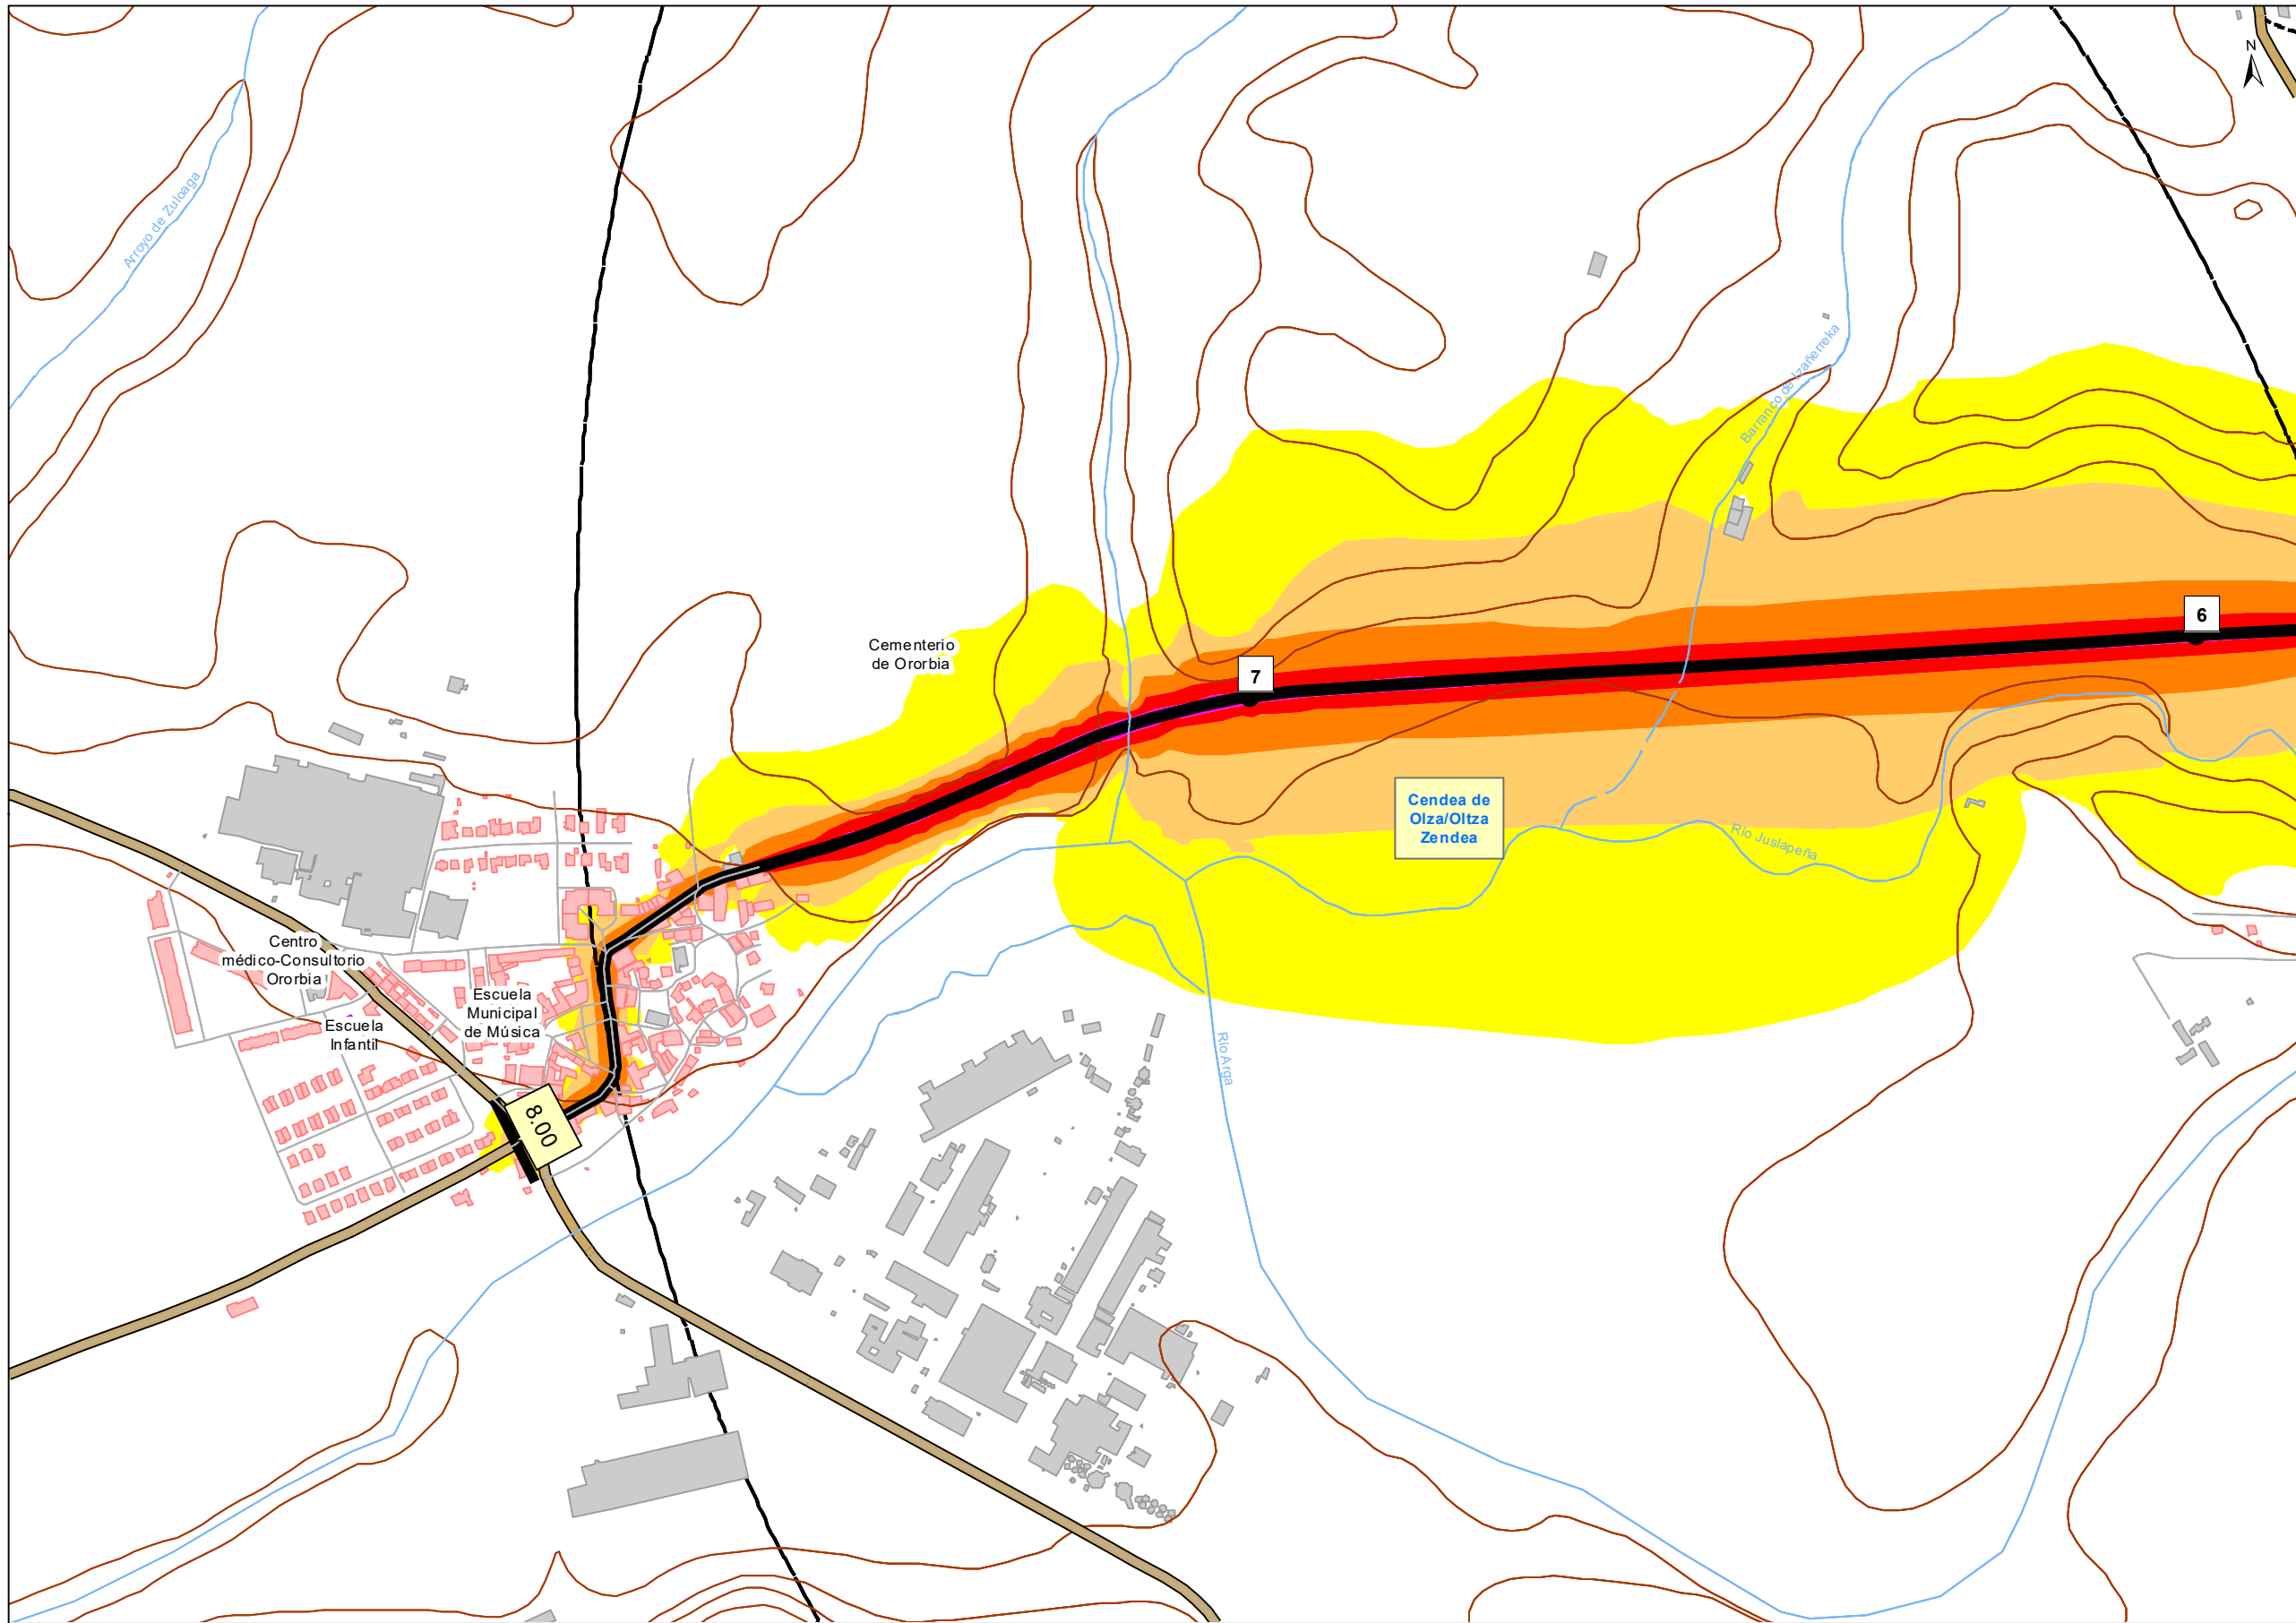 N
Arroyo de Zuloaga
Barranco de Izañerreka
6
Cementerio
de Ororbia
7
Cendea de
Olza/Oltza
Zendea
Río Juslapeña
Centro
médico-Consultorio
Ororbia
Escuela
Municipal
de Música
Escuela
Infantil
Río Arga
8.00